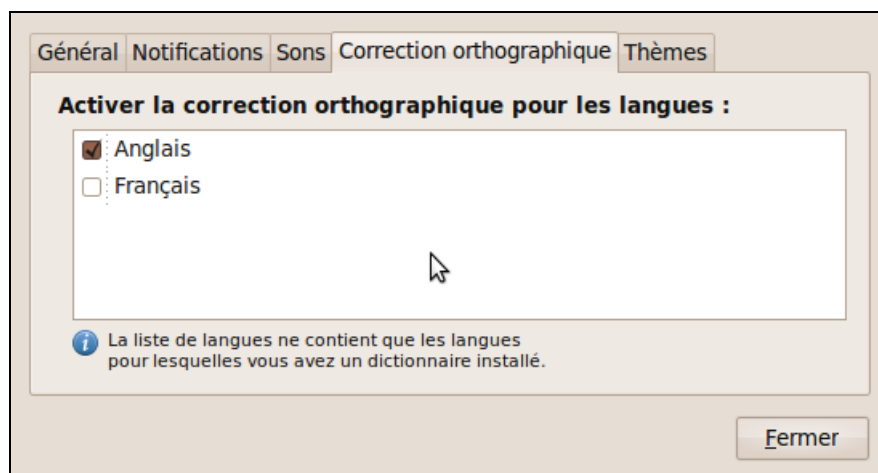 Général Notifications Sons Correction orthographique Thèmes
Activer la correction orthographique pour les langues :
Anglais
Français
La liste de langues ne contient que les langues
pour lesquelles vous avez un dictionnaire installé.
Fermer